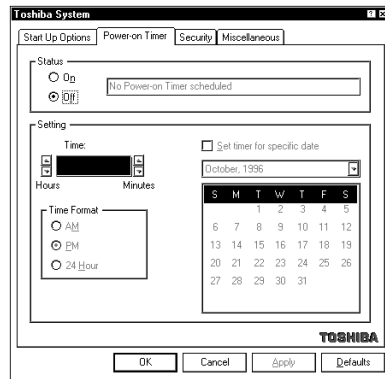 Toshiba System
Start Up Options Power-on Timer Security Miscellaneous
Status
On
No Power-on Timer scheduled
Off
Setting
Time:
Set timer for specific date
October, 1996
Hours Minutes
S M T W T F S
1 2 3 4 5
6 7 8 9 10 11 12
13 14 15 16 17 18 19
20 21 22 23 24 25 26
27 28 29 30 31
Time Format
AM
PM
24 Hour
TOSHIBA
OK Cancel Apply Defaults